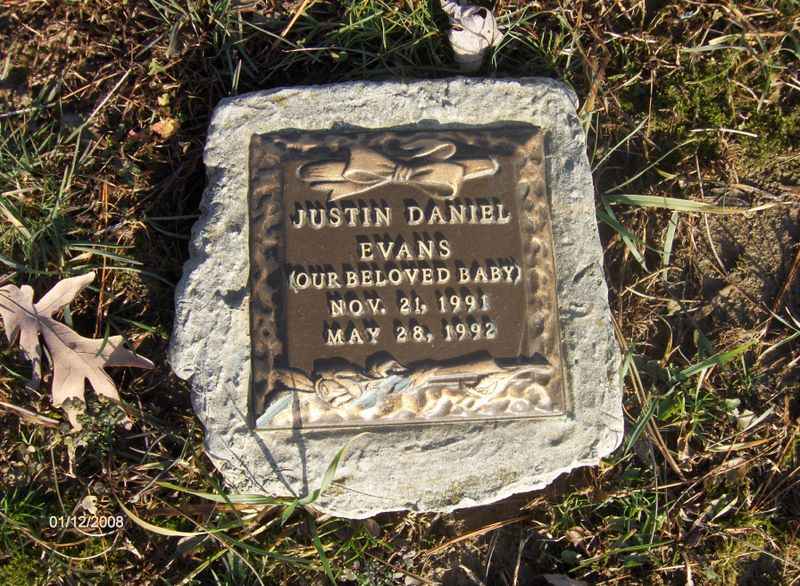 JUSTIN DANIEL
EVANS
(OUR BELOVED BABY)
NOV. 21, 1991
MAY 28, 1992
01/12/2008